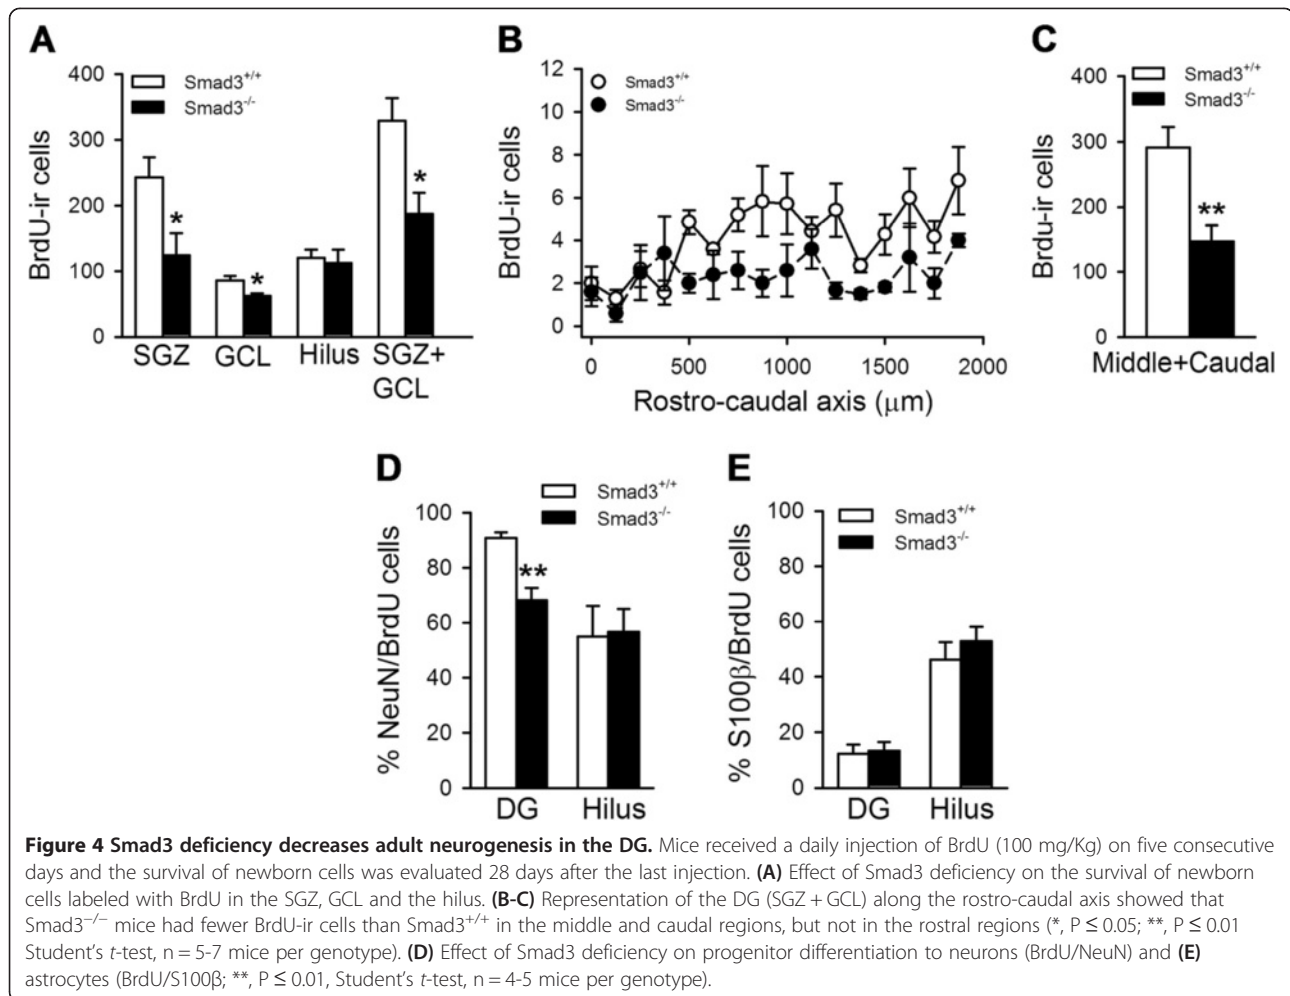 A
400
300
200
100
0
BrdU-ir cells
Smad3+/+
Smad3-/-
*
*
*
SGZ GCL Hilus SGZ+
GCL
B
12
10
8
6
4
2
0
BrdU-ir cells
Smad3+/+
Smad3-/-
0 500 1000 1500 2000
Rostro-caudal axis (μm)
C
400
300
200
100
0
Brdu-ir cells
Smad3+/+
Smad3-/-
**
Middle+Caudal
D
100
80
60
40
20
0
% NeuN/BrdU cells
Smad3+/+
Smad3-/-
**
DG Hilus
E
100
80
60
40
20
0
% S100β/BrdU cells
Smad3+/+
Smad3-/-
DG Hilus
Figure 4 Smad3 deficiency decreases adult neurogenesis in the DG. Mice received a daily injection of BrdU (100 mg/Kg) on five consecutive
days and the survival of newborn cells was evaluated 28 days after the last injection. (A) Effect of Smad3 deficiency on the survival of newborn
cells labeled with BrdU in the SGZ, GCL and the hilus. (B-C) Representation of the DG (SGZ + GCL) along the rostro-caudal axis showed that
Smad3−/− mice had fewer BrdU-ir cells than Smad3+/+ in the middle and caudal regions, but not in the rostral regions (*, P ≤ 0.05; **, P ≤ 0.01
Student's t-test, n = 5-7 mice per genotype). (D) Effect of Smad3 deficiency on progenitor differentiation to neurons (BrdU/NeuN) and (E)
astrocytes (BrdU/S100β; **, P ≤ 0.01, Student's t-test, n = 4-5 mice per genotype).